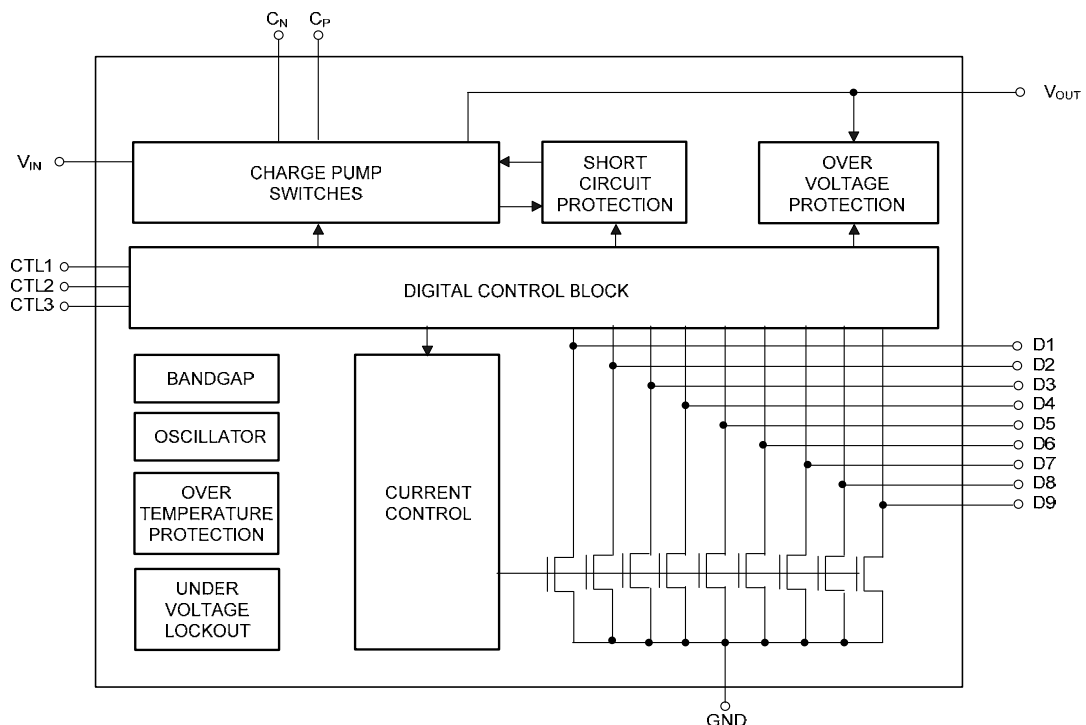 CN CP
VOUT
VIN
CHARGE PUMP
SWITCHES
SHORT
CIRCUIT
PROTECTION
OVER
VOLTAGE
PROTECTION
CTL1
CTL2
CTL3
DIGITAL CONTROL BLOCK
D1
D2
D3
D4
D5
D6
D7
D8
D9
BANDGAP
OSCILLATOR
OVER
TEMPERATURE
PROTECTION
UNDER
VOLTAGE
LOCKOUT
CURRENT
CONTROL
GND